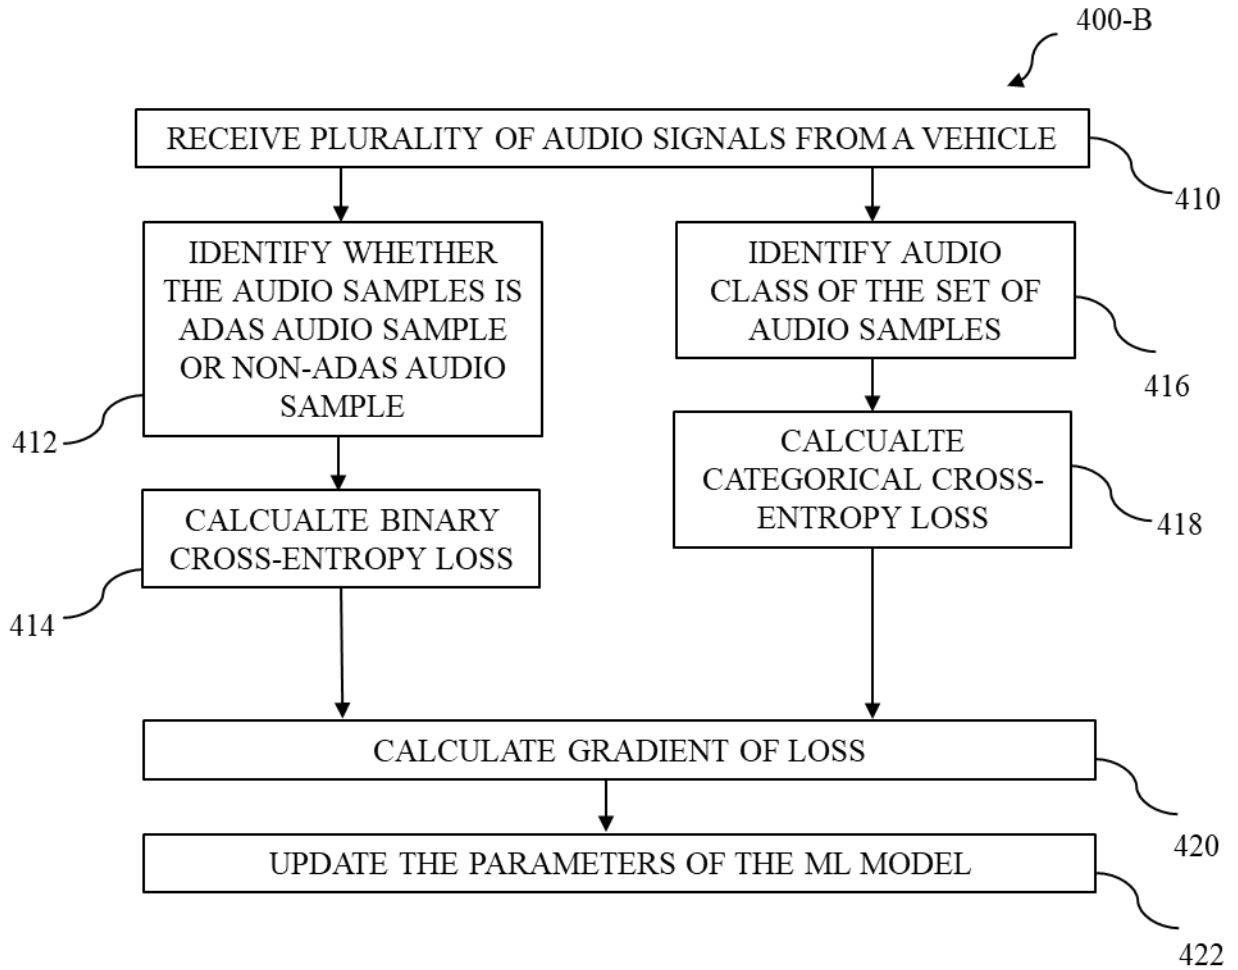 400-B
RECEIVE PLURALITY OF AUDIO SIGNALS FROM A VEHICLE
410
IDENTIFY WHETHER
THE AUDIO SAMPLES IS
ADAS AUDIO SAMPLE
OR NON-ADAS AUDIO
SAMPLE
412
IDENTIFY AUDIO
CLASS OF THE SET OF
AUDIO SAMPLES
416
CALCUALTE BINARY
CROSS-ENTROPY LOSS
414
CALCUALTE
CATEGORICAL CROSS-
ENTROPY LOSS
418
CALCULATE GRADIENT OF LOSS
420
UPDATE THE PARAMETERS OF THE ML MODEL
422